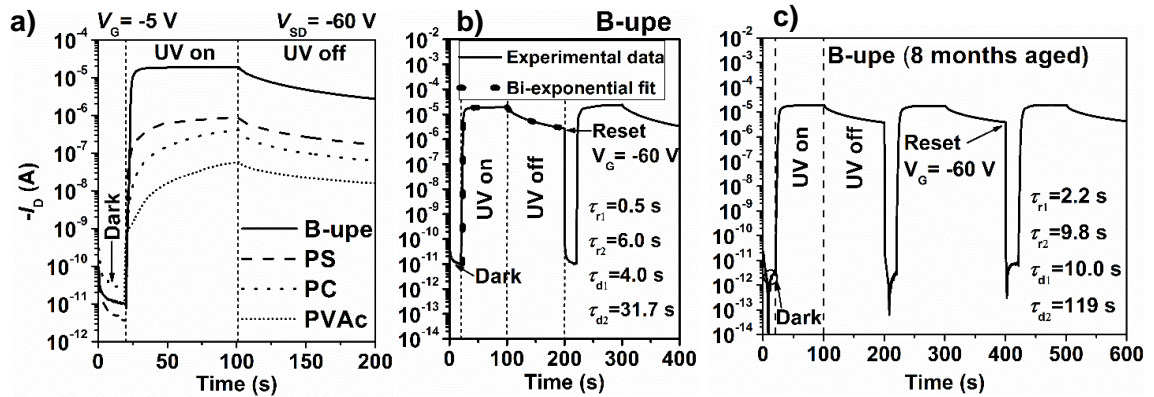 a)
V_G = -5 V
V_SD = -60 V
UV on
UV off
10^-4
10^-5
10^-6
10^-7
10^-8
10^-9
10^-10
10^-11
10^-12
-I_D (A)
Dark
B-upe
PS
PC
PVAc
0 50 100 150 200
Time (s)
b)
B-upe
Experimental data
Bi-exponential fit
10^-2
10^-3
10^-4
10^-5
10^-6
10^-7
10^-8
10^-9
10^-10
10^-11
10^-12
10^-13
10^-14
UV on
UV off
Reset
V_G= -60 V
τ_r1=0.5 s
τ_r2=6.0 s
τ_d1=4.0 s
τ_d2=31.7 s
Dark
0 100 200 300 400
Time (s)
c)
B-upe (8 months aged)
10^-2
10^-3
10^-4
10^-5
10^-6
10^-7
10^-8
10^-9
10^-10
10^-11
10^-12
10^-13
10^-14
UV on
UV off
Reset
V_G= -60 V
τ_r1=2.2 s
τ_r2=9.8 s
τ_d1=10.0 s
τ_d2=119 s
Dark
0 100 200 300 400 500 600
Time (s)